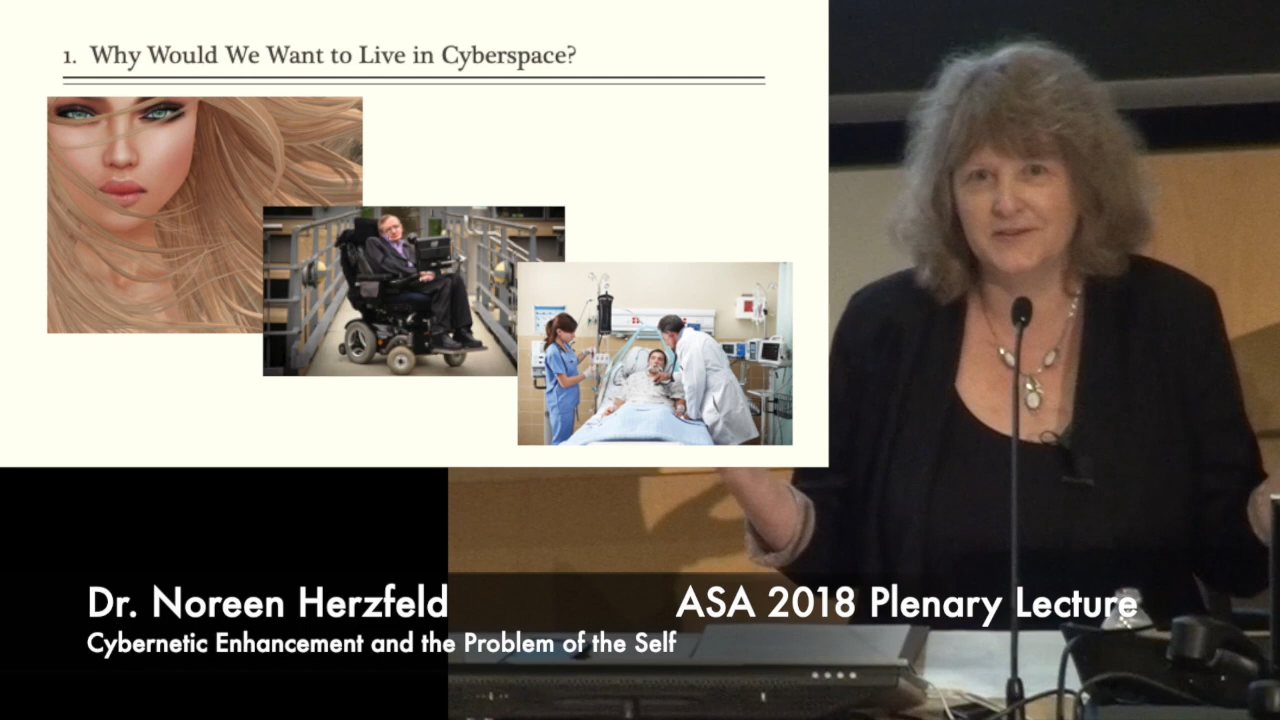 1. Why Would We Want to Live in Cyberspace?
Dr. Noreen Herzfeld
ASA 2018 Plenary Lecture
Cybernetic Enhancement and the Problem of the Self